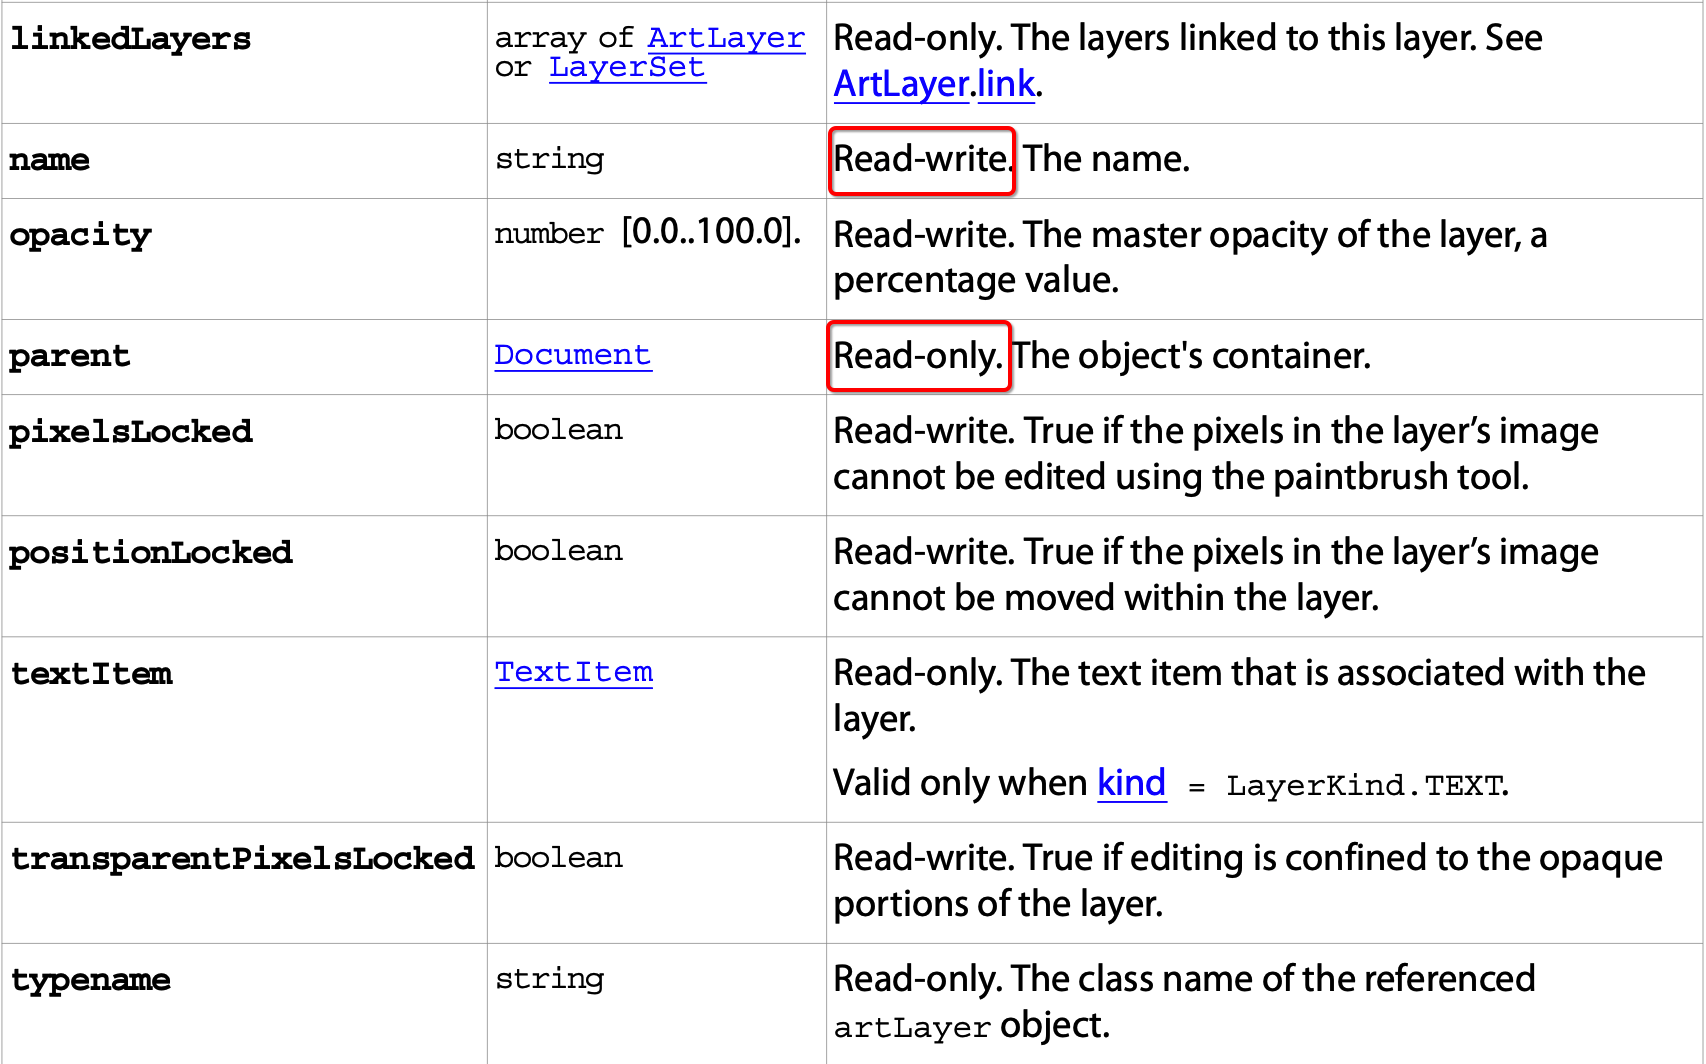 linkedLayers
array of ArtLayer
or LayerSet
Read-only. The layers linked to this layer. See
ArtLayer.link.
name
string
Read-write. The name.
opacity
number [0.0..100.0].
Read-write. The master opacity of the layer, a
percentage value.
parent
Document
Read-only. The object's container.
pixelsLocked
boolean
Read-write. True if the pixels in the layer’s image
cannot be edited using the paintbrush tool.
positionLocked
boolean
Read-write. True if the pixels in the layer’s image
cannot be moved within the layer.
textItem
TextItem
Read-only. The text item that is associated with the
layer.
Valid only when kind = LayerKind.TEXT.
transparentPixelsLocked
boolean
Read-write. True if editing is confined to the opaque
portions of the layer.
typename
string
Read-only. The class name of the referenced
artLayer object.